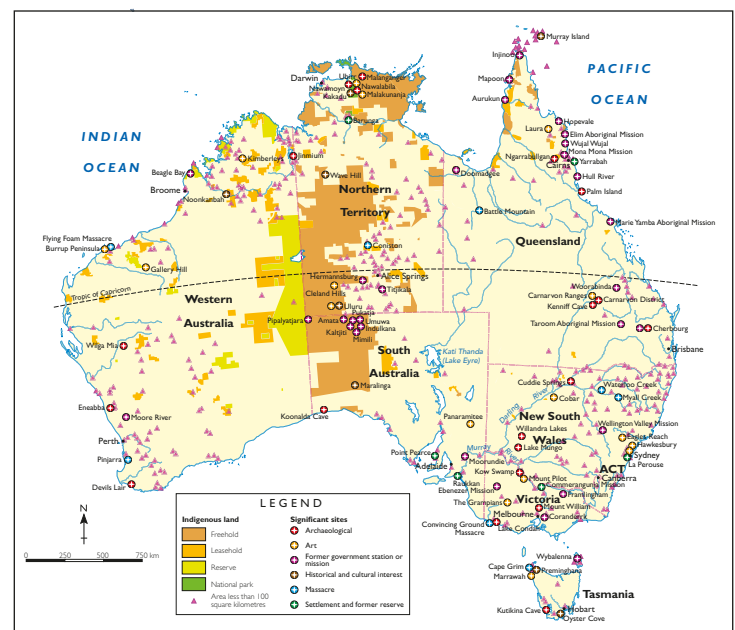 Murray Island
Injinoo
PACIFIC
OCEAN
Darwin
Ubirr
Malanganger
Nawamoyn
Nawalabila
Kakadu
Malakunanja
Mapoon
Aurukun
Barunga
Hopevale
Laura
Elim Aboriginal Mission
Wujal Wujal
Mona Mona Mission
Ngarrabullgan
Cairns
Yarrabah
INDIAN
OCEAN
Kimberleys
Jinmium
Beagle Bay
Wave Hill
Doomadgee
Hull River
Broome
Noonkanbah
Northern
Territory
Palm Island
Battle Mountain
Marie Yamba Aboriginal Mission
Flying Foam Massacre
Burrup Peninsula
Coniston
Queensland
Gallery Hill
Hermannsburg
Alice Springs
Tropic of Capricorn
Cleland Hills
Titjikala
Woorabinda
Carnarvon Ranges
Carnarvon District
Kenniff Cave
Western
Australia
Uluru
Pukatja
Pipalyatjara
Amata
Umuwa
Indulkana
Kaltjiti
Mimili
Taroom Aboriginal Mission
Cherbourg
Wilga Mia
South
Australia
Kati Thanda
(Lake Eyre)
Brisbane
Maralinga
Cuddie Springs
Waterloo Creek
Cobar
Myall Creek
Darling
River
Eneabba
Moore River
Koonalda Cave
Panaramitee
New South
Wales
Wellington Valley Mission
Willandra Lakes
Eagles Reach
Hawkesbury
Perth
Lake Mungo
Sydney
La Perouse
Murray
River
Pinjarra
Point Pearce
Moorundie
Adelaide
Kow Swamp
ACT
Canberra
Devils Lair
Raukkan
Mount Pilot
Ebenezer Mission
Cummeragunja Mission
Victoria
Framlingham
The Grampians
Mount William
Melbourne
Coranderrk
Convincing Ground
Massacre
Lake Condah
Wybalenna
Cape Grim
Preminghana
Marrawah
Tasmania
Kutikina Cave
Hobart
Oyster Cove
N
0 250 500 750 km
LEGEND
Indigenous land
Freehold
Leasehold
Reserve
National park
Area less than 100
square kilometres
Significant sites
Archaeological
Art
Former government station or
mission
Historical and cultural interest
Massacre
Settlement and former reserve